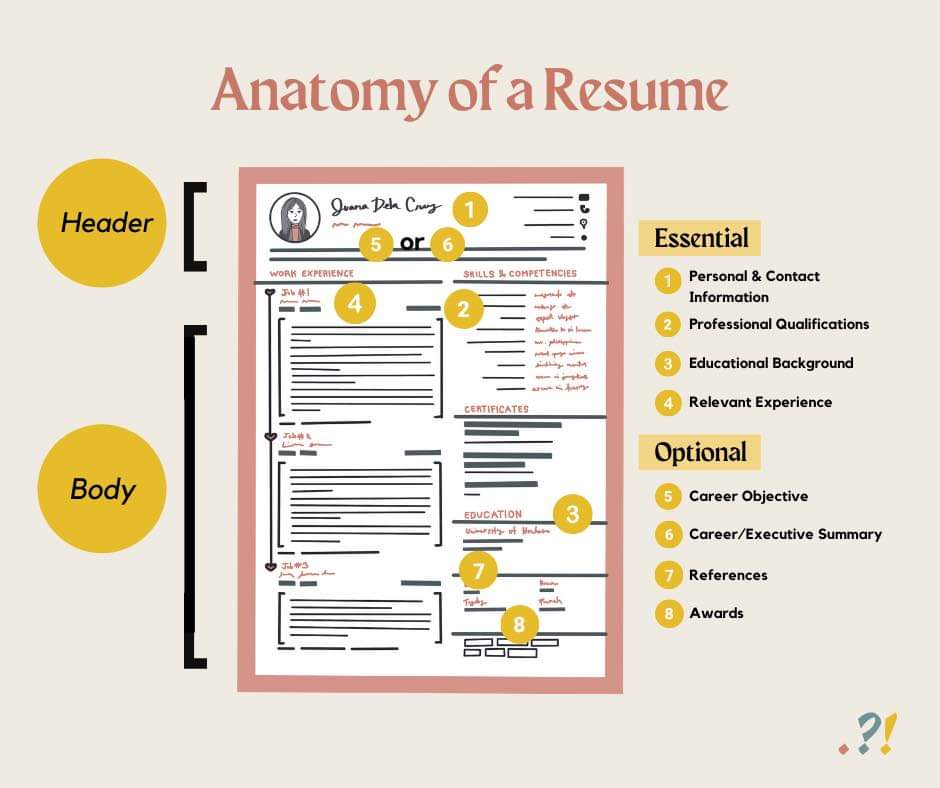 Anatomy of a Resume
Header
Body
Juana Dela Cruz
1
5 or 6
WORK EXPERIENCE
Job #1
4
Job #2
Job #3
SKILLS & COMPETENCIES
2
CERTIFICATES
EDUCATION
3
University of
7
8
Essential
1 Personal & Contact
Information
2 Professional Qualifications
3 Educational Background
4 Relevant Experience
Optional
5 Career Objective
6 Career/Executive Summary
7 References
8 Awards
.?!